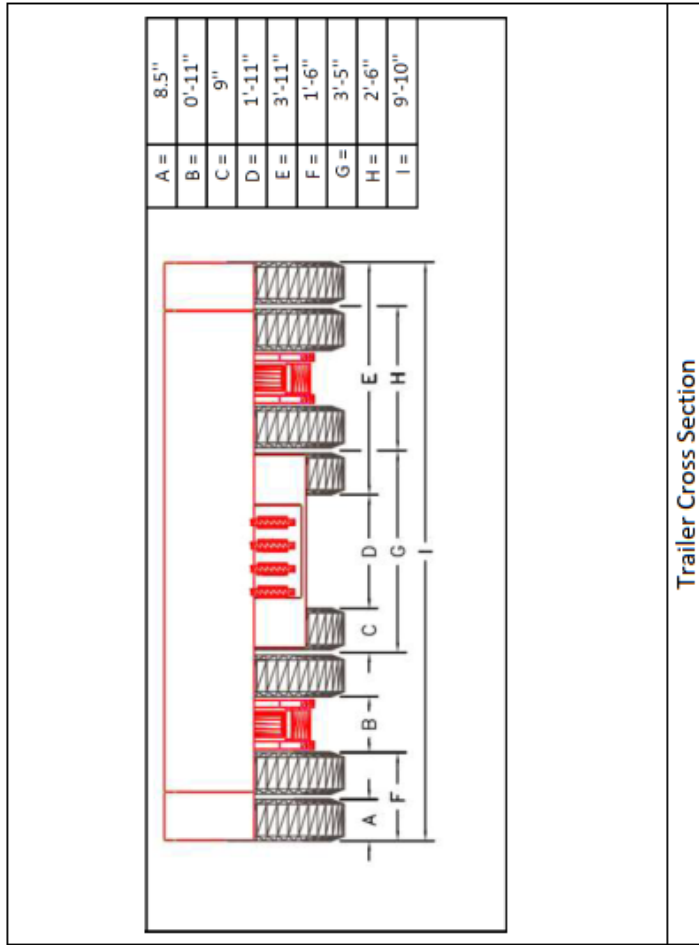 A = 8.5"
B = 0'-11"
C = 9"
D = 1'-11"
E = 3'-11"
F = 1'-6"
G = 3'-5"
H = 2'-6"
I = 9'-10"
A B C D E
F G H
I
Trailer Cross Section